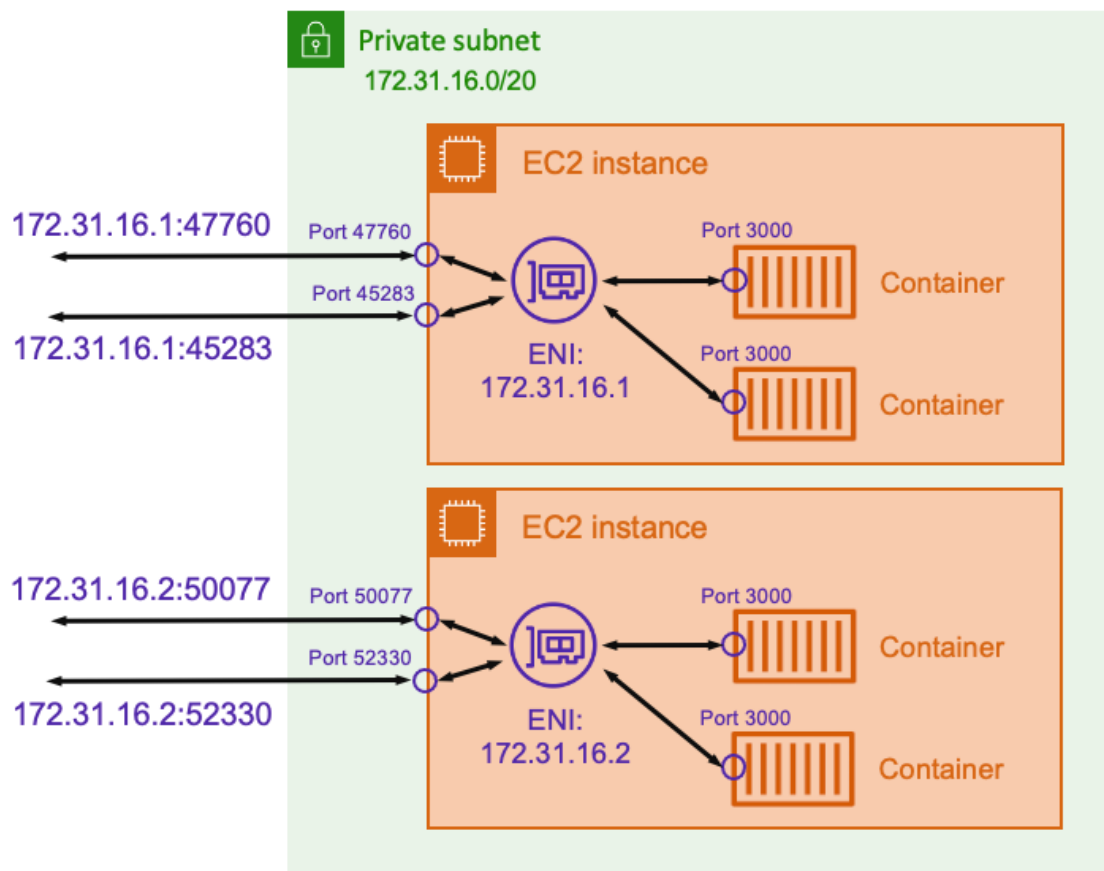 Private subnet
172.31.16.0/20
EC2 instance
172.31.16.1:47760
Port 47760
Port 3000
Container
Port 45283
172.31.16.1:45283
ENI:
172.31.16.1
Port 3000
Container
EC2 instance
172.31.16.2:50077
Port 50077
Port 3000
Container
Port 52330
172.31.16.2:52330
ENI:
172.31.16.2
Port 3000
Container